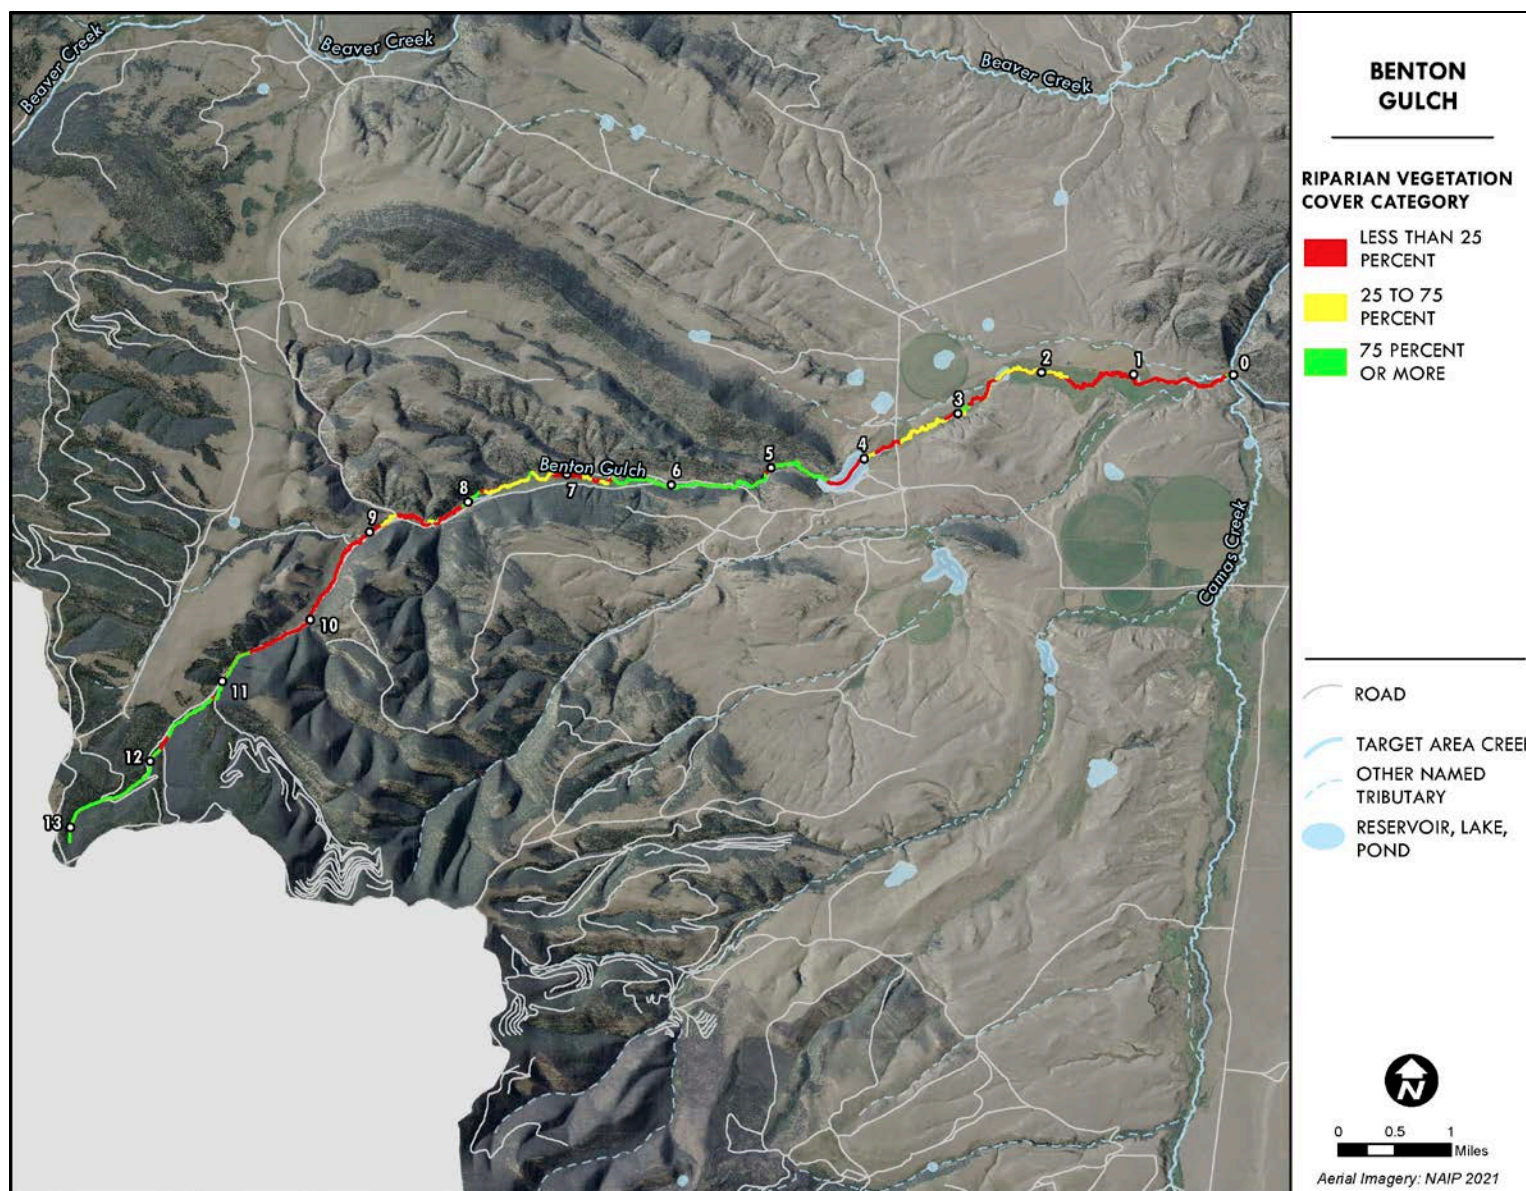 Beaver Creek
Beaver Creek
Beaver Creek
0
1
2
3
4
5
6
Benton Gulch
7
8
9
10
11
12
13
Camas Creek
BENTON
GULCH
RIPARIAN VEGETATION
COVER CATEGORY
LESS THAN 25
PERCENT
25 TO 75
PERCENT
75 PERCENT
OR MORE
ROAD
TARGET AREA CREEK
OTHER NAMED
TRIBUTARY
RESERVOIR, LAKE,
POND
N
0 0.5 1
Miles
Aerial Imagery: NAIP 2021